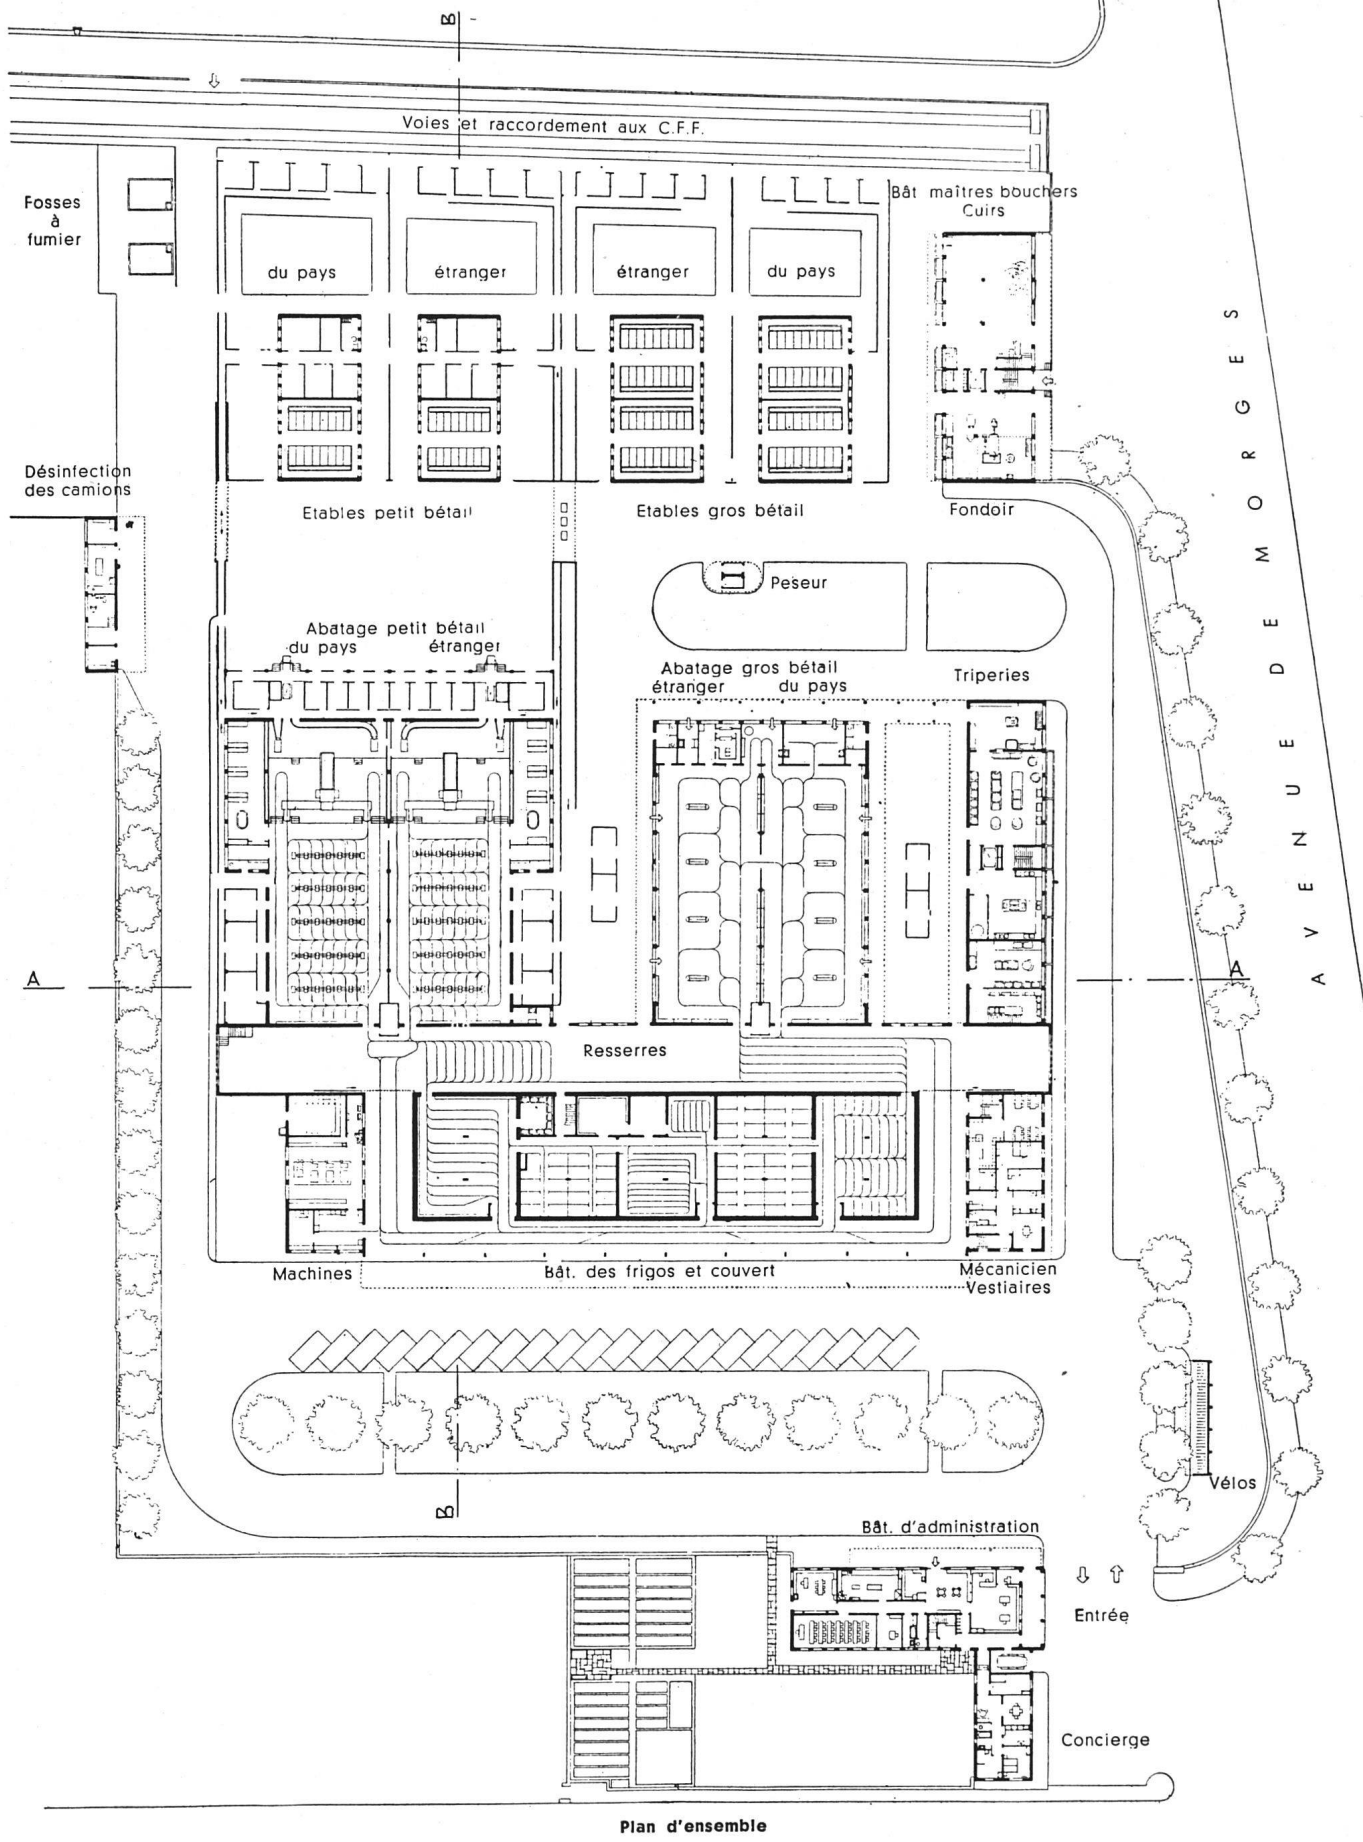 B
Voies et raccordement aux C.F.F.
Fosses
à
fumier
Bât maîtres bouchers
Cuirs
du pays
étranger
étranger
du pays
Désinfection
des camions
Etables petit bétail
Etables gros bétail
Fondoir
Peseur
Abatage petit bétail
du pays
étranger
Abatage gros bétail
étranger
du pays
Triperies
AVENUE DE MORGES
A
A
Resserres
Machines
Bât. des frigos et couvert
Mécanicien
Vestiaires
B
Vélos
Bât. d'administration
Entrée
Concierge
Plan d'ensemble